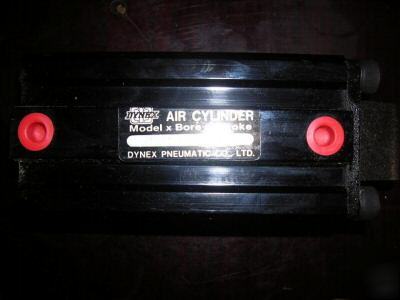 DYNEX AIR CYLINDER
Model x Bore x Stroke
DYNEX PNEUMATIC CO., LTD.